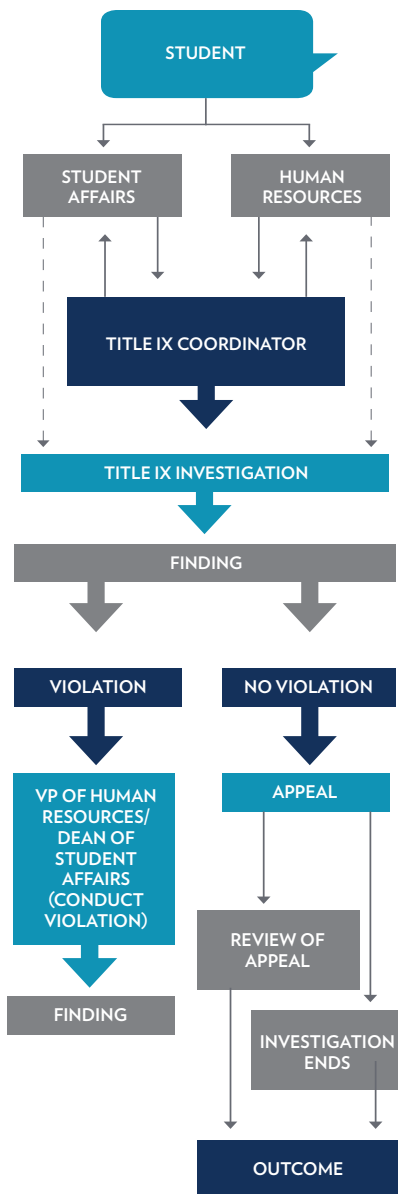 STUDENT
STUDENT
AFFAIRS
HUMAN
RESOURCES
TITLE IX COORDINATOR
TITLE IX INVESTIGATION
FINDING
VIOLATION
NO VIOLATION
VP OF HUMAN
RESOURCES/
DEAN OF
STUDENT
AFFAIRS
(CONDUCT
VIOLATION)
APPEAL
REVIEW OF
APPEAL
FINDING
INVESTIGATION
ENDS
OUTCOME